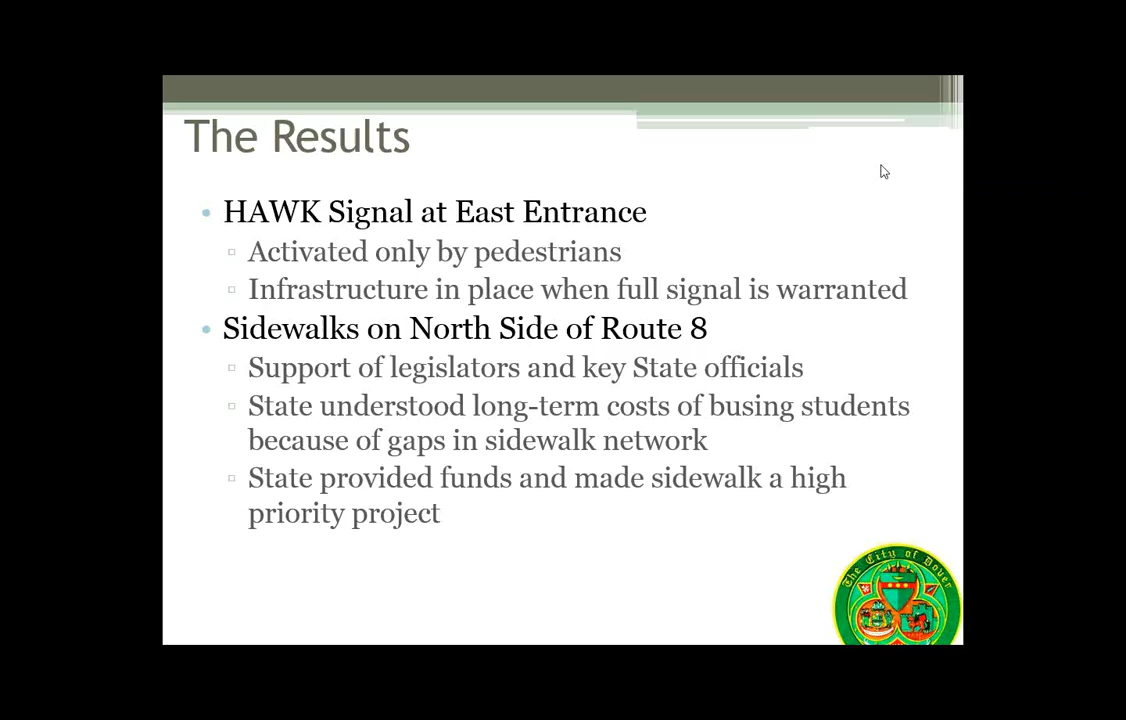 The Results
• HAWK Signal at East Entrance
▫ Activated only by pedestrians
▫ Infrastructure in place when full signal is warranted
• Sidewalks on North Side of Route 8
▫ Support of legislators and key State officials
▫ State understood long-term costs of busing students
because of gaps in sidewalk network
▫ State provided funds and made sidewalk a high
priority project
The City of Dover